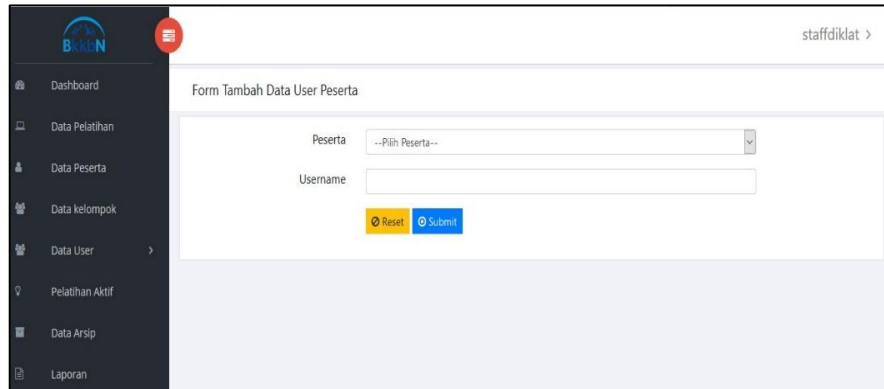 BkkbN
staffdiklat >
Dashboard
Data Pelatihan
Data Peserta
Data kelompok
Data User >
Pelatihan Aktif
Data Arsip
Laporan
Form Tambah Data User Peserta
Peserta --Pilih Peserta--
Username
Reset Submit